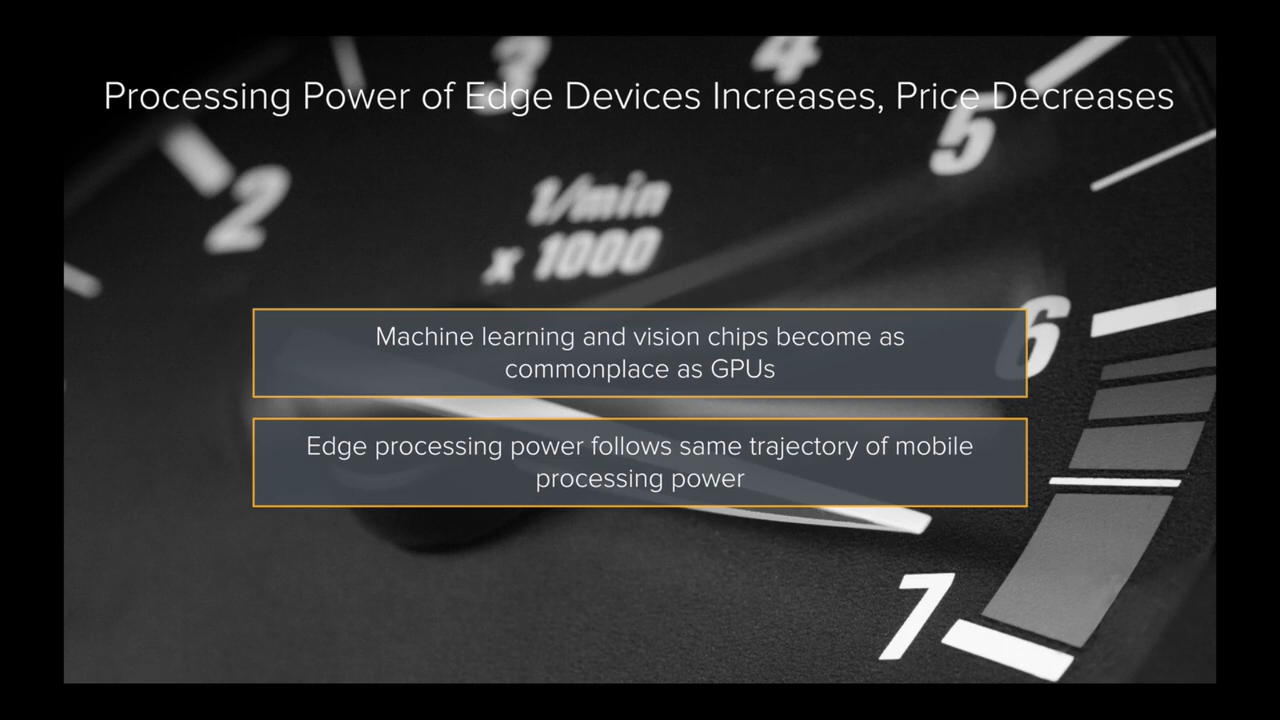 Processing Power of Edge Devices Increases, Price Decreases
3
4
5
2
1/min
x 1000
6
Machine learning and vision chips become as
commonplace as GPUs
Edge processing power follows same trajectory of mobile
processing power
7